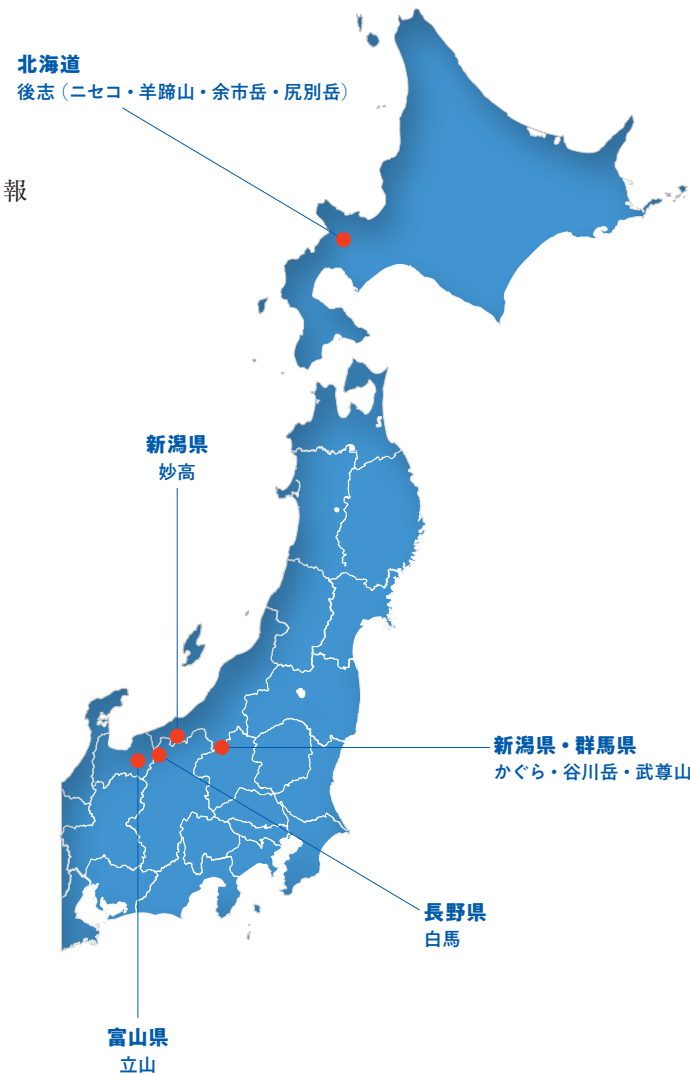 北海道
後志（ニセコ・羊蹄山・余市岳・尻別岳）
報
新潟県
妙高
新潟県・群馬県
かぐら・谷川岳・武尊山
長野県
白馬
富山県
立山